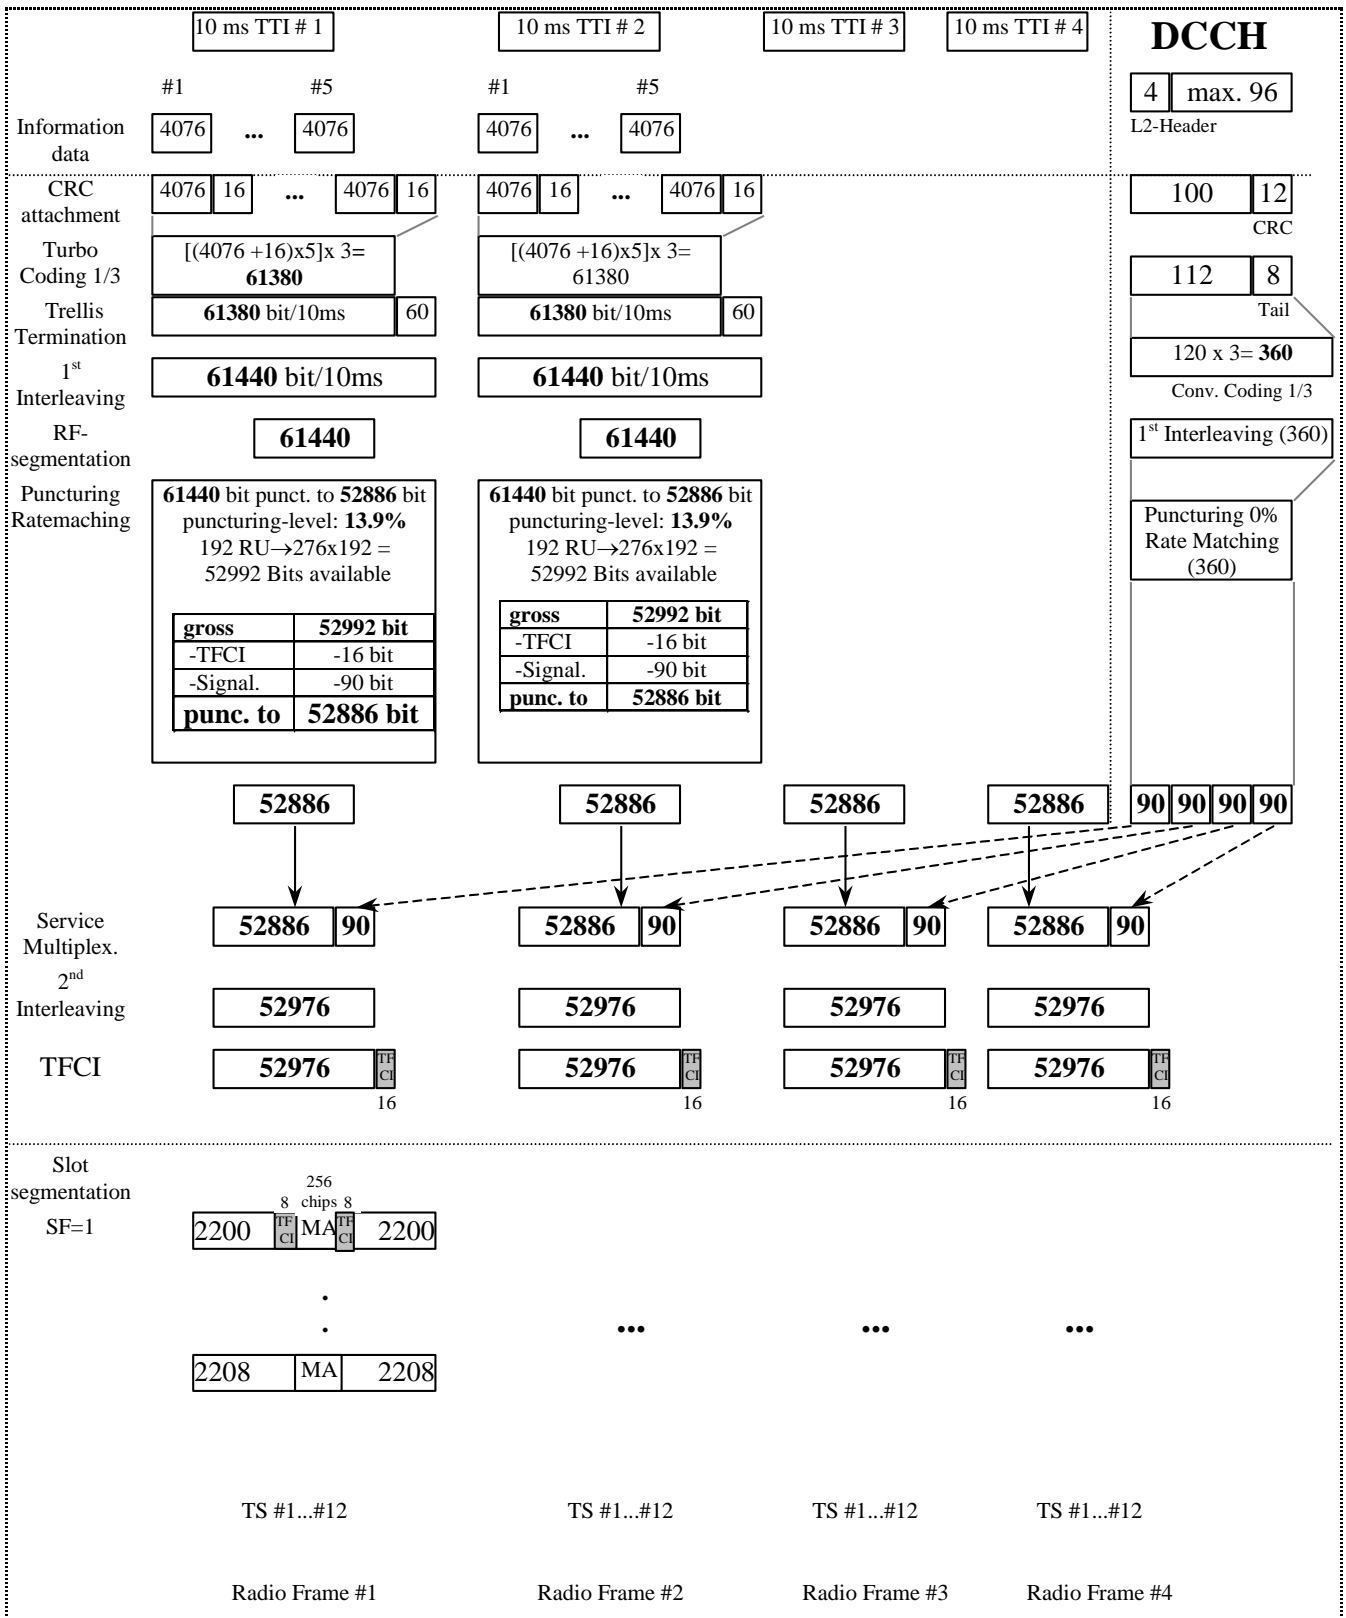 10 ms TTI # 1 10 ms TTI # 2 10 ms TTI # 3 10 ms TTI # 4 DCCH
#1 #5 #1 #5
4 max. 96
L2-Header
Information data 4076 ... 4076 4076 ... 4076
CRC attachment 4076 16 ... 4076 16 4076 16 ... 4076 16 100 12
CRC
Turbo Coding 1/3 [(4076 +16)x5]x 3= 61380 [(4076 +16)x5]x 3= 61380 112 8
Tail
Trellis Termination 61380 bit/10ms 60 61380 bit/10ms 60
120 x 3= 360
Conv. Coding 1/3
1st Interleaving 61440 bit/10ms 61440 bit/10ms
RF-segmentation 61440 61440 1st Interleaving (360)
Puncturing Ratemaching
61440 bit punct. to 52886 bit
puncturing-level: 13.9%
192 RU→276x192 =
52992 Bits available
gross 52992 bit
-TFCI -16 bit
-Signal. -90 bit
punc. to 52886 bit
61440 bit punct. to 52886 bit
puncturing-level: 13.9%
192 RU→276x192 =
52992 Bits available
gross 52992 bit
-TFCI -16 bit
-Signal. -90 bit
punc. to 52886 bit
Puncturing 0%
Rate Matching
(360)
52886 52886 52886 52886 90 90 90 90
Service Multiplex. 52886 90 52886 90 52886 90 52886 90
2nd Interleaving 52976 52976 52976 52976
TFCI 52976 TF CI 52976 TF CI 52976 TF CI 52976 TF CI
16 16 16 16
Slot segmentation
SF=1
256
8 chips 8
2200 TF CI MA TF CI 2200
.
. ... ... ...
2208 MA 2208
TS #1...#12 TS #1...#12 TS #1...#12 TS #1...#12
Radio Frame #1 Radio Frame #2 Radio Frame #3 Radio Frame #4